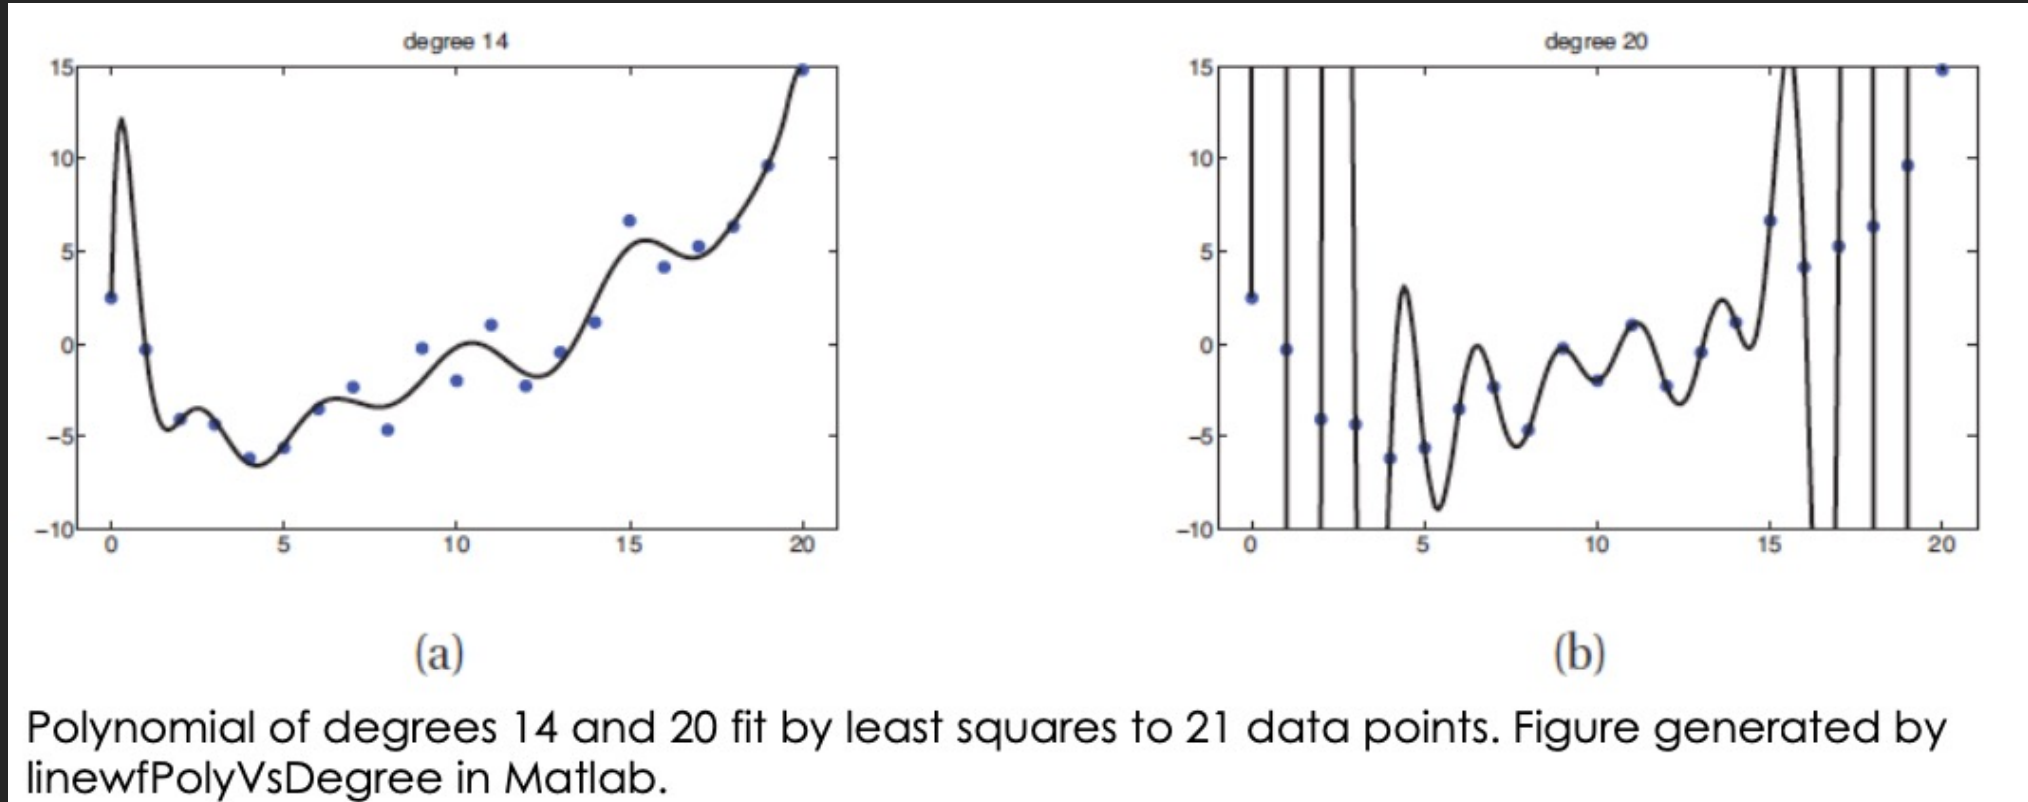 degree 14
15
10
5
0
−5
−10
0 5 10 15 20
(a)
degree 20
15
10
5
0
−5
−10
0 5 10 15 20
(b)
Polynomial of degrees 14 and 20 fit by least squares to 21 data points. Figure generated by
linewfPolyVsDegree in Matlab.